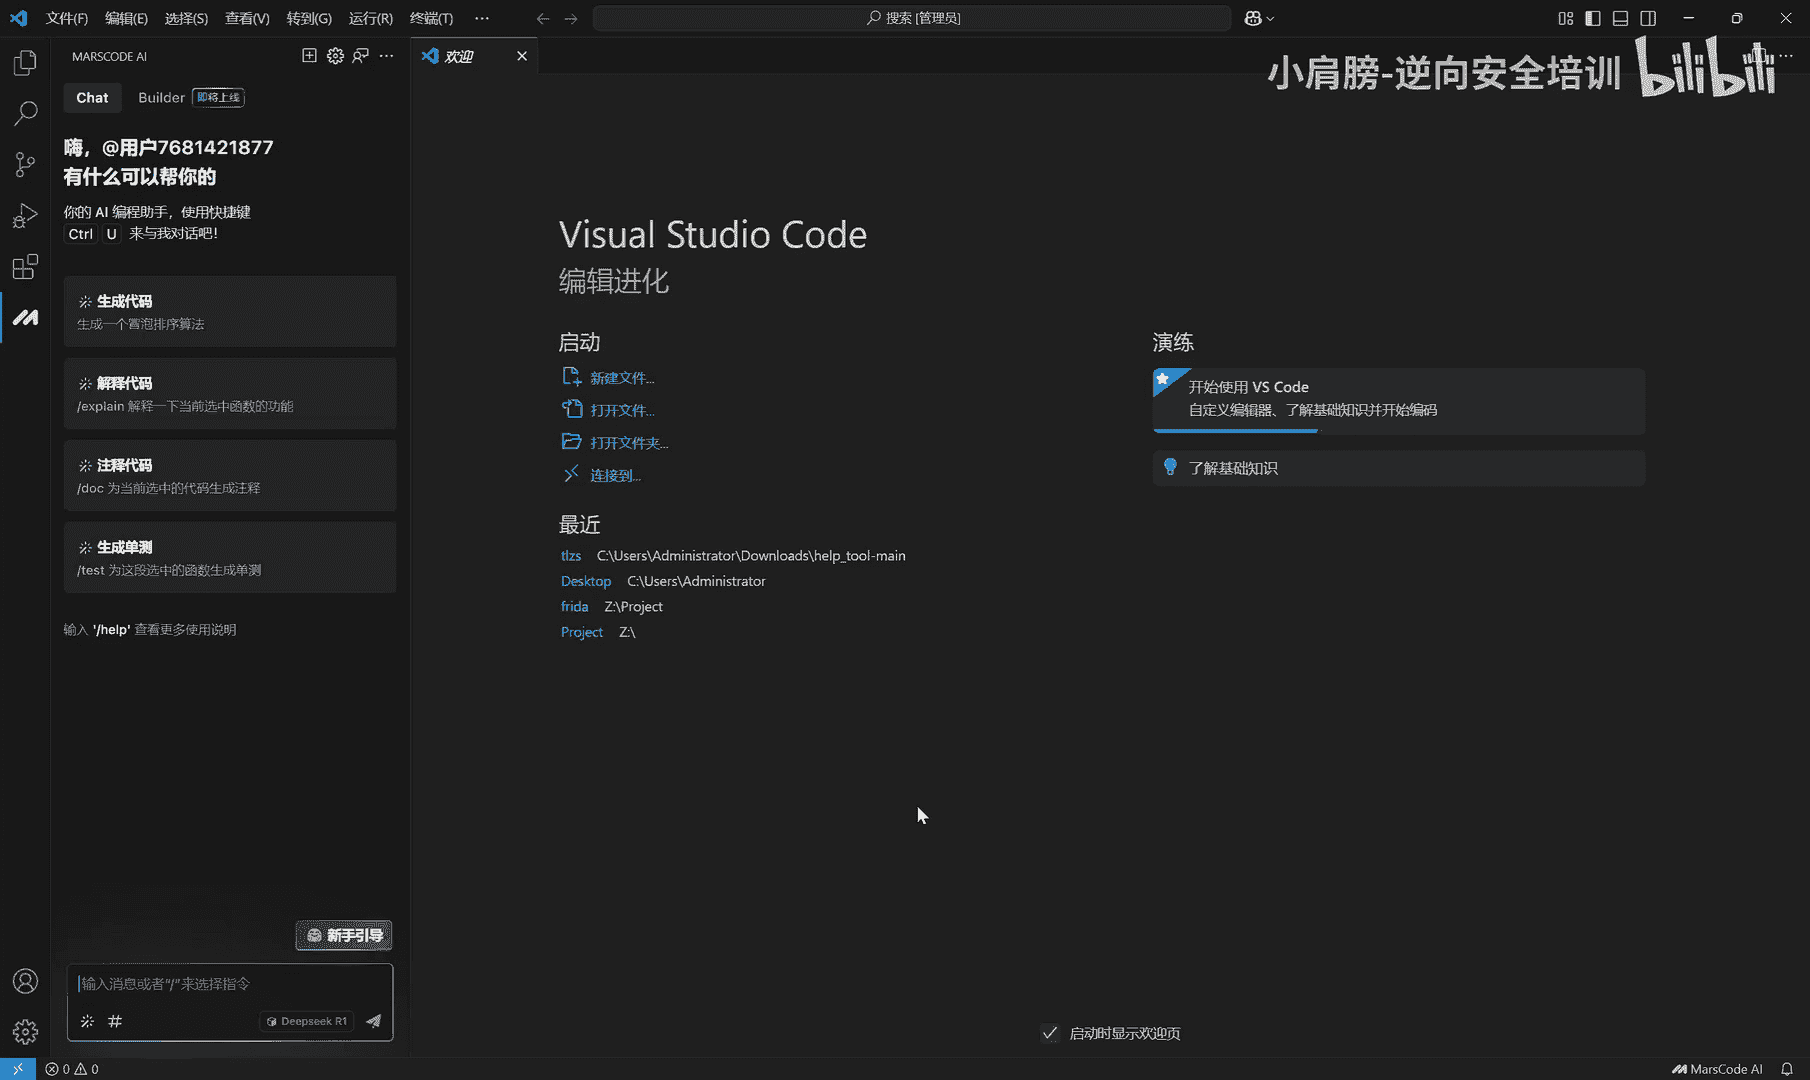 文件(F) 编辑(E) 选择(S) 查看(V) 转到(G) 运行(R) 终端(T) ···
搜索 [管理员]
MARSCODE AI
欢迎
小肩膀-逆向安全培训 bilibili
Chat Builder 即将上线
嗨，@用户7681421877
有什么可以帮你的
你的 AI 编程助手，使用快捷键
Ctrl U 来与我对话吧！
生成代码
生成一个冒泡排序算法
解释代码
/explain 解释一下当前选中函数的功能
注释代码
/doc 为当前选中的代码生成注释
生成单测
/test 为这段选中的函数生成单测
输入 '/help' 查看更多使用说明
新手引导
输入消息或者“/”来选择指令
Deepseek R1
Visual Studio Code
编辑进化
启动
新建文件...
打开文件...
打开文件夹...
连接到...
最近
tlzs C:\Users\Administrator\Downloads\help_tool-main
Desktop C:\Users\Administrator
frida Z:\Project
Project Z:\
演练
开始使用 VS Code
自定义编辑器、了解基础知识并开始编码
了解基础知识
启动时显示欢迎页
0 0
MarsCode AI